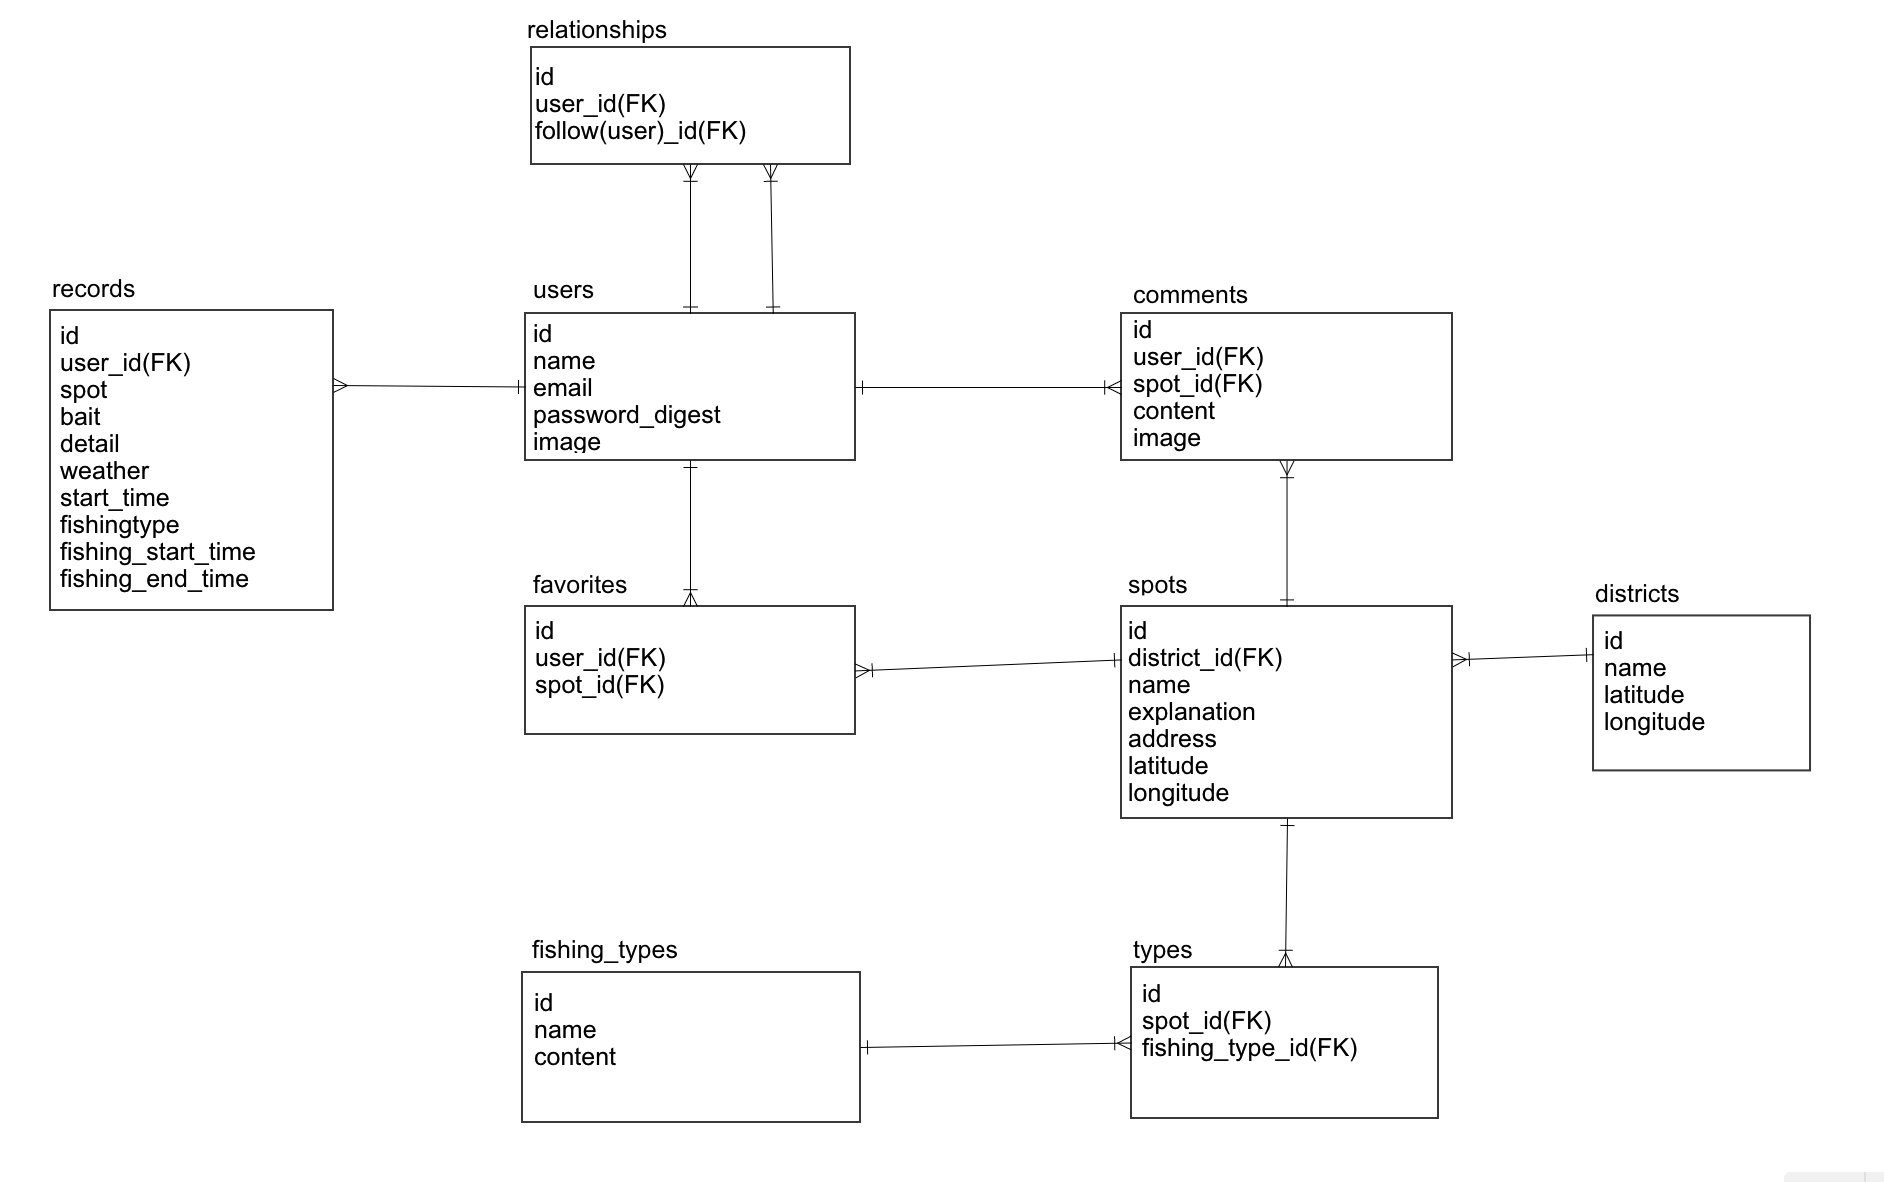 relationships
id
user_id(FK)
follow(user)_id(FK)
records
id
user_id(FK)
spot
bait
detail
weather
start_time
fishingtype
fishing_start_time
fishing_end_time
users
id
name
email
password_digest
image
comments
id
user_id(FK)
spot_id(FK)
content
image
favorites
id
user_id(FK)
spot_id(FK)
spots
id
district_id(FK)
name
explanation
address
latitude
longitude
districts
id
name
latitude
longitude
fishing_types
id
name
content
types
id
spot_id(FK)
fishing_type_id(FK)